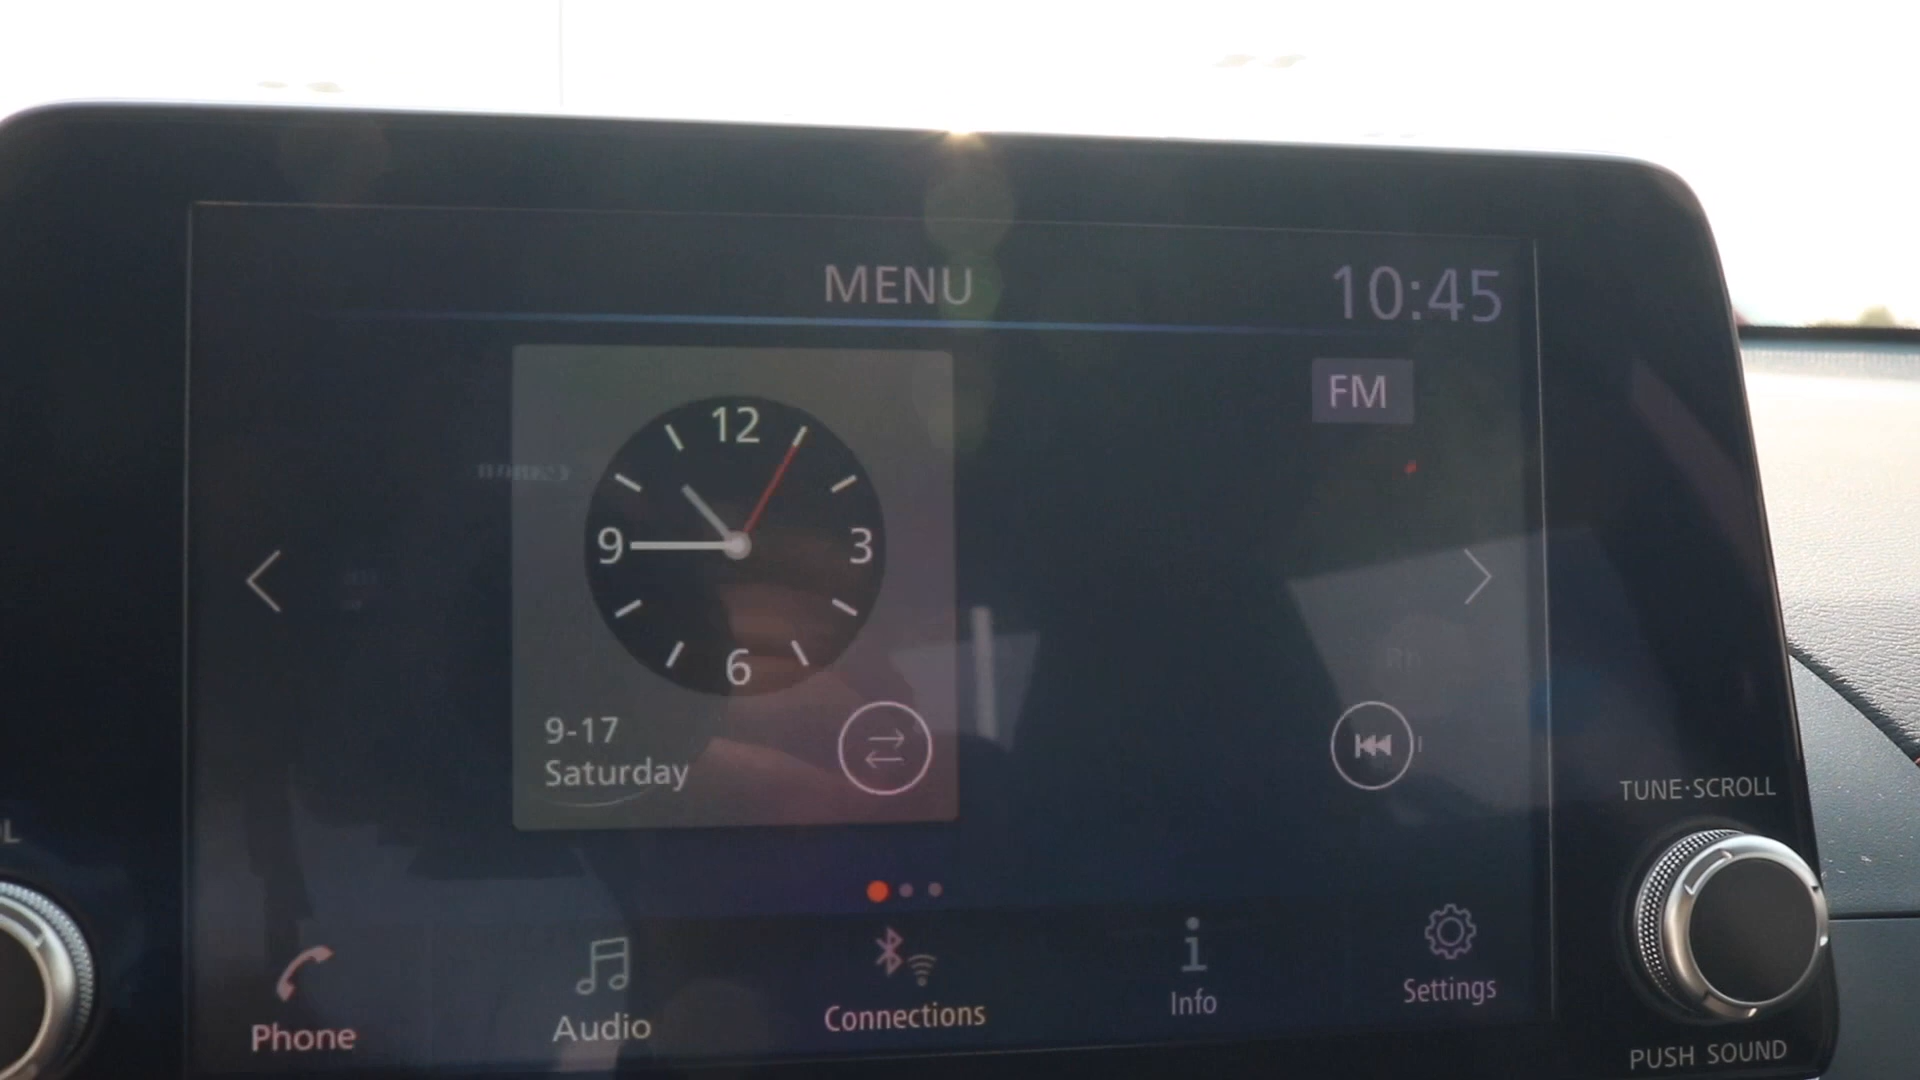 MENU
10:45
FM
12
9
3
6
9-17
Saturday
TUNE·SCROLL
Phone
Audio
Connections
Info
Settings
PUSH SOUND